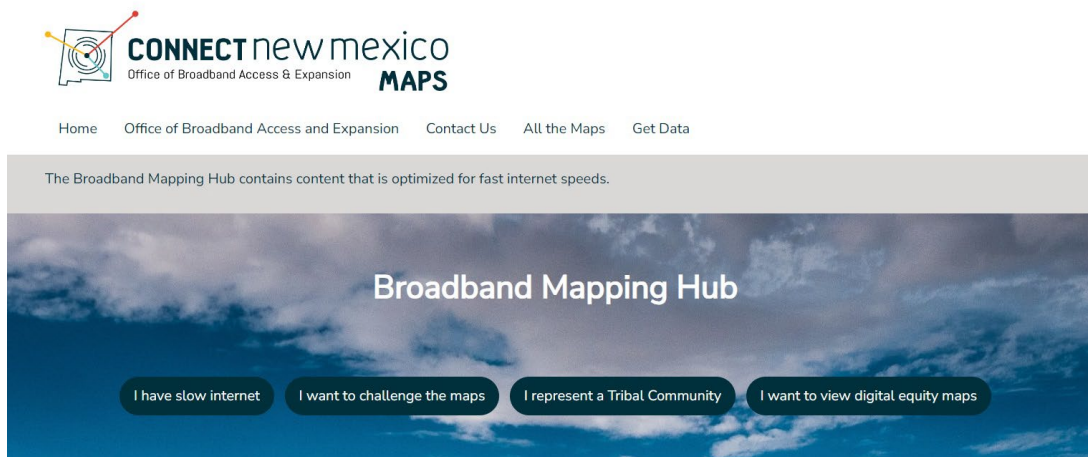 CONNECT new mexico
Office of Broadband Access & Expansion
MAPS
Home Office of Broadband Access and Expansion Contact Us All the Maps Get Data
The Broadband Mapping Hub contains content that is optimized for fast internet speeds.
Broadband Mapping Hub
I have slow internet I want to challenge the maps I represent a Tribal Community I want to view digital equity maps